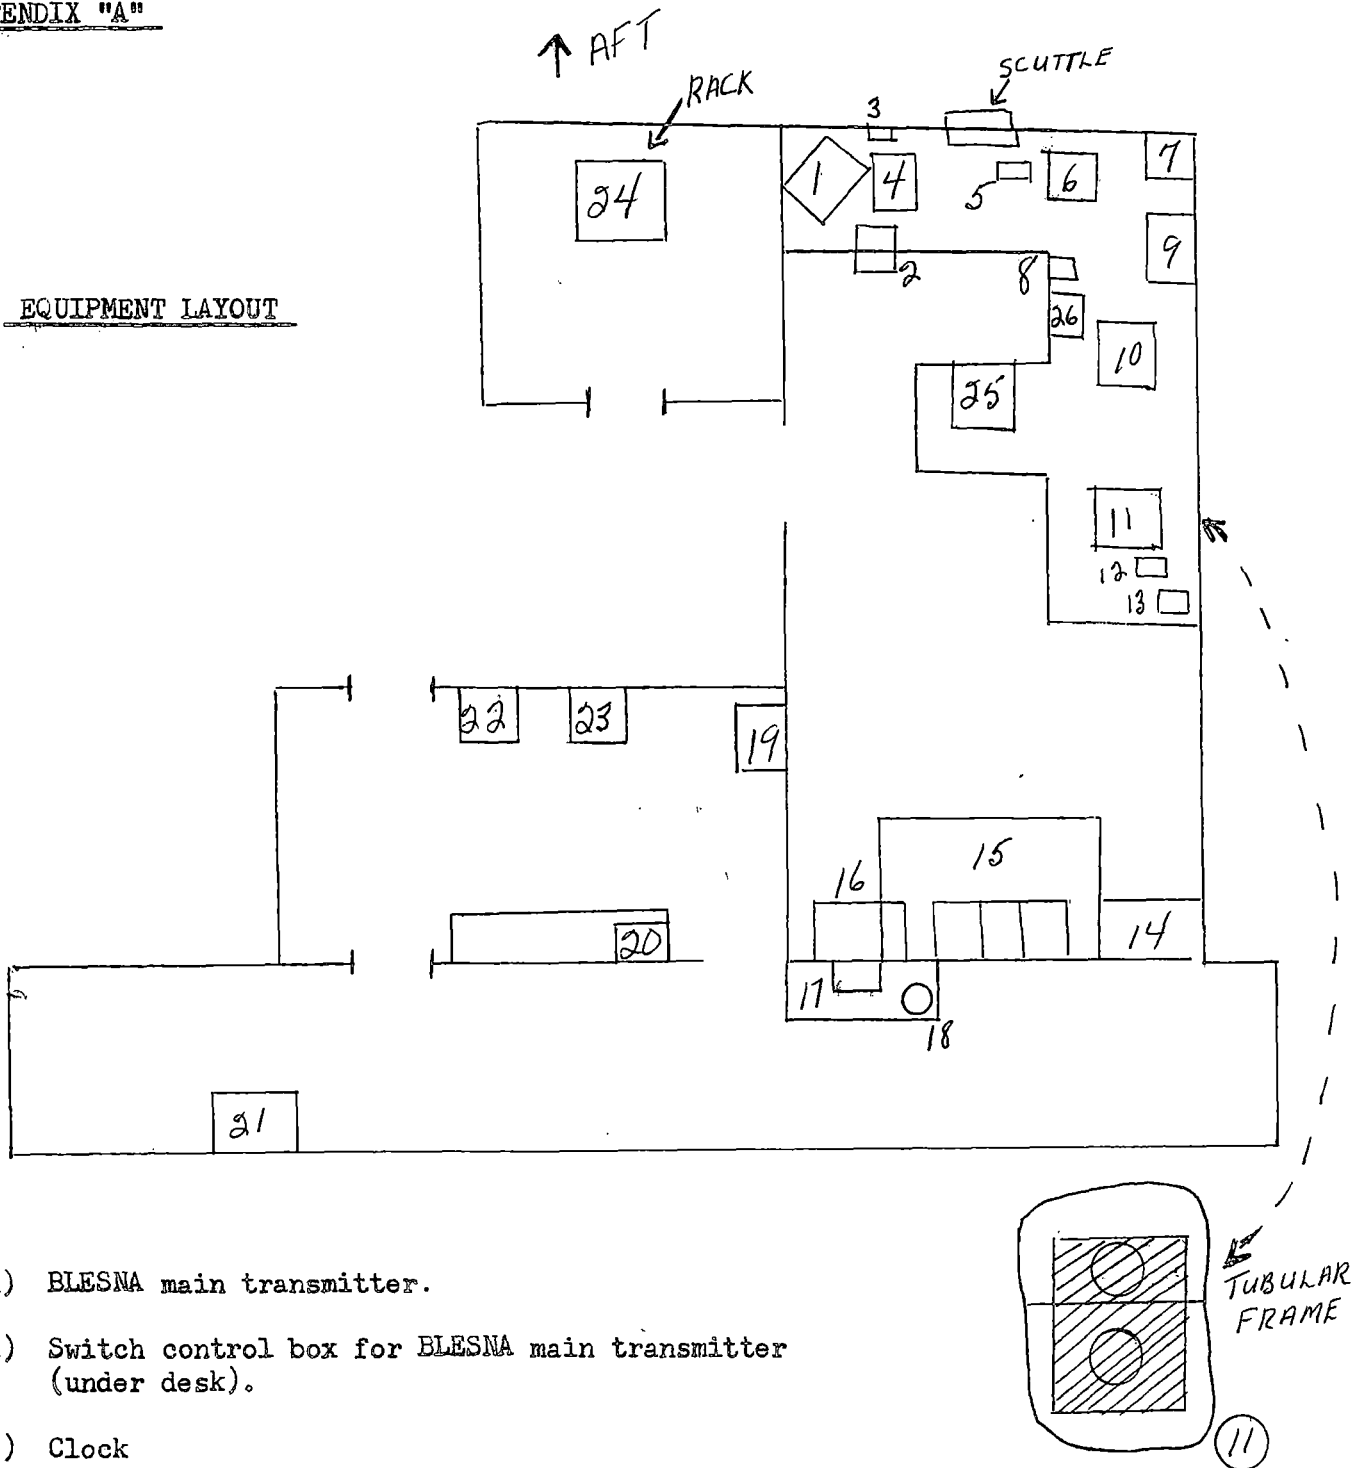 ENDIX "A"
↑ AFT
RACK
SCUTTLE
3
1
4
5
6
7
24
2
8
9
EQUIPMENT LAYOUT
26
10
25
11
12
13
22
23
19
15
16
14
20
17
18
21
TUBULAR
FRAME
11
) BLESNA main transmitter.
) Switch control box for BLESNA main transmitter
(under desk).
) Clock